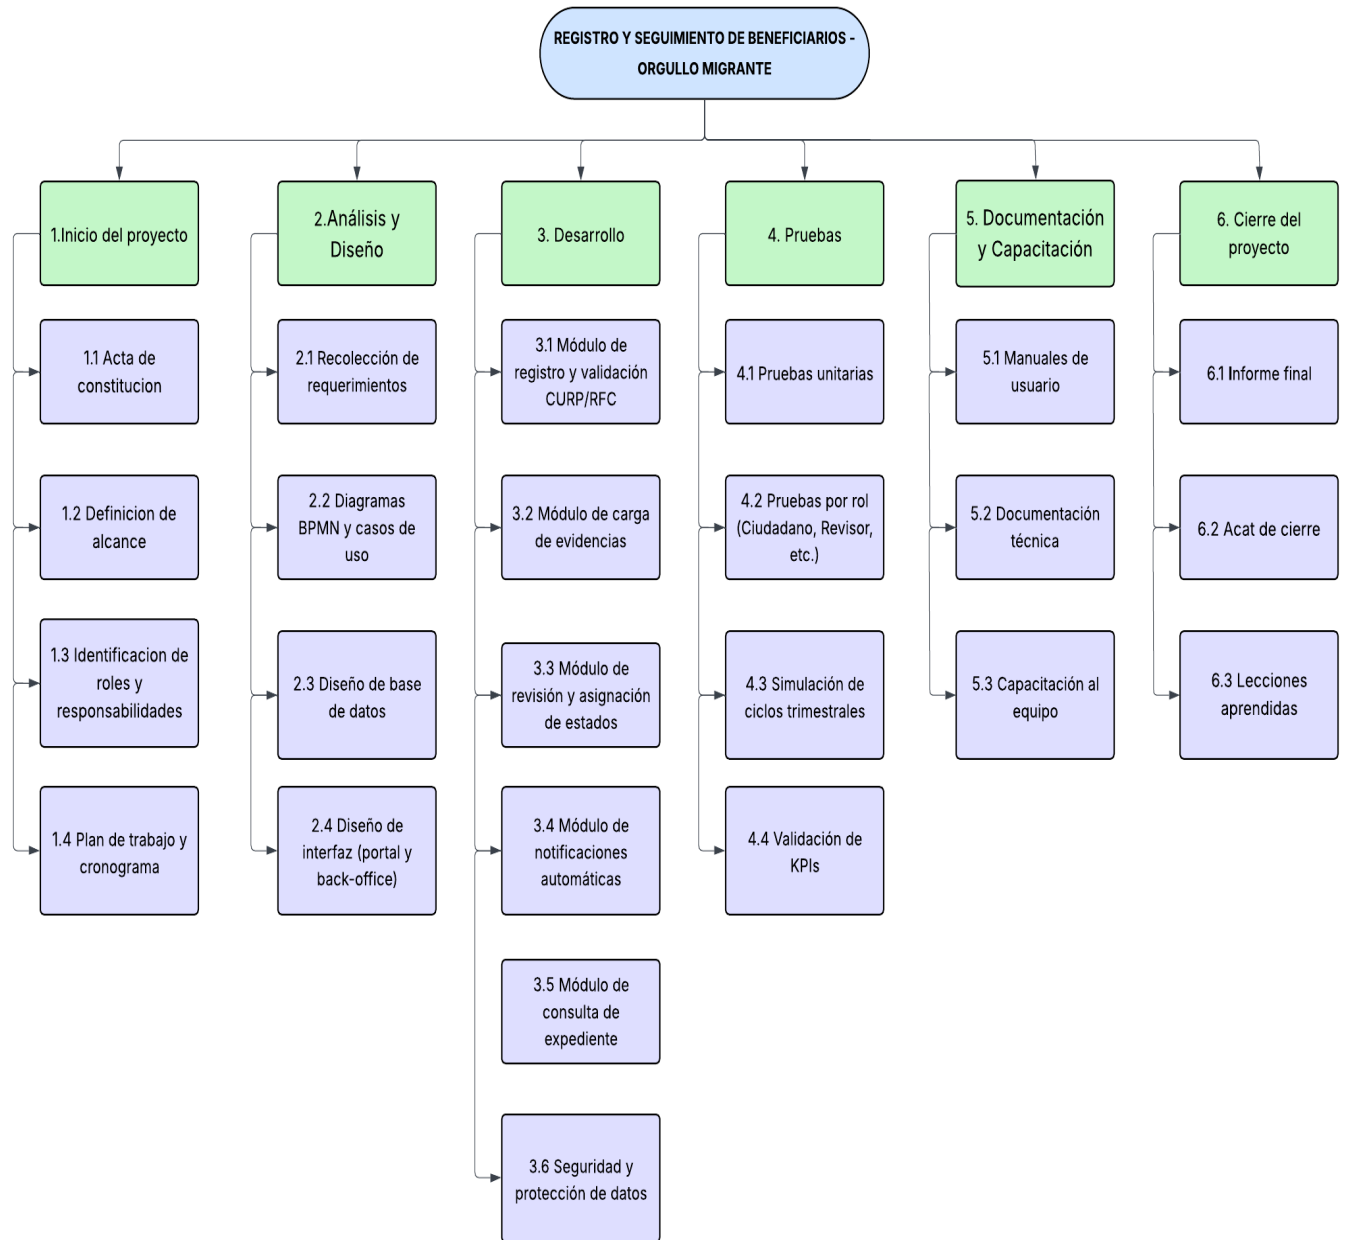 REGISTRO Y SEGUIMIENTO DE BENEFICIARIOS -
ORGULLO MIGRANTE
1.Inicio del proyecto
1.1 Acta de
constitucion
1.2 Definicion de
alcance
1.3 Identificacion de
roles y
responsabilidades
1.4 Plan de trabajo y
cronograma
2.Análisis y
Diseño
2.1 Recolección de
requerimientos
2.2 Diagramas
BPMN y casos de
uso
2.3 Diseño de base
de datos
2.4 Diseño de
interfaz (portal y
back-office)
3. Desarrollo
3.1 Módulo de
registro y validación
CURP/RFC
3.2 Módulo de carga
de evidencias
3.3 Módulo de
revisión y asignación
de estados
3.4 Módulo de
notificaciones
automáticas
3.5 Módulo de
consulta de
expediente
3.6 Seguridad y
protección de datos
4. Pruebas
4.1 Pruebas unitarias
4.2 Pruebas por rol
(Ciudadano, Revisor,
etc.)
4.3 Simulación de
ciclos trimestrales
4.4 Validación de
KPIs
5. Documentación
y Capacitación
5.1 Manuales de
usuario
5.2 Documentación
técnica
5.3 Capacitación al
equipo
6. Cierre del
proyecto
6.1 Informe final
6.2 Acat de cierre
6.3 Lecciones
aprendidas